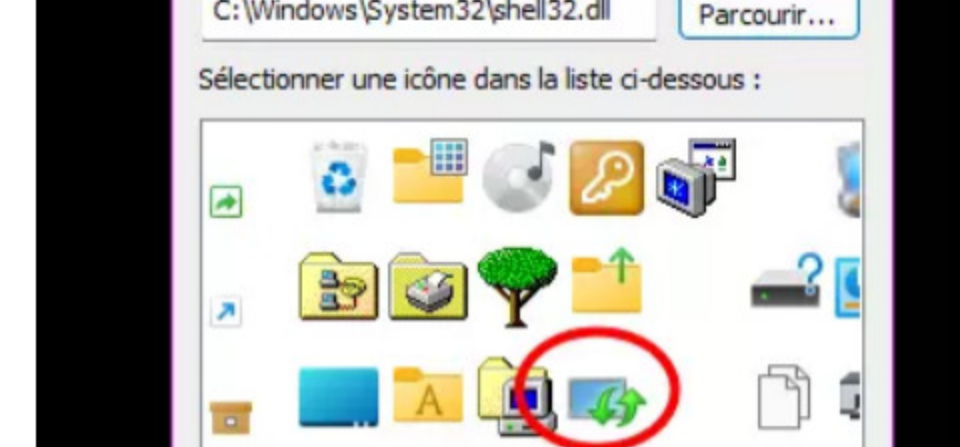 C:\Windows\System32\shell32.dll
Parcourir...
Sélectionner une icône dans la liste ci-dessous :
A